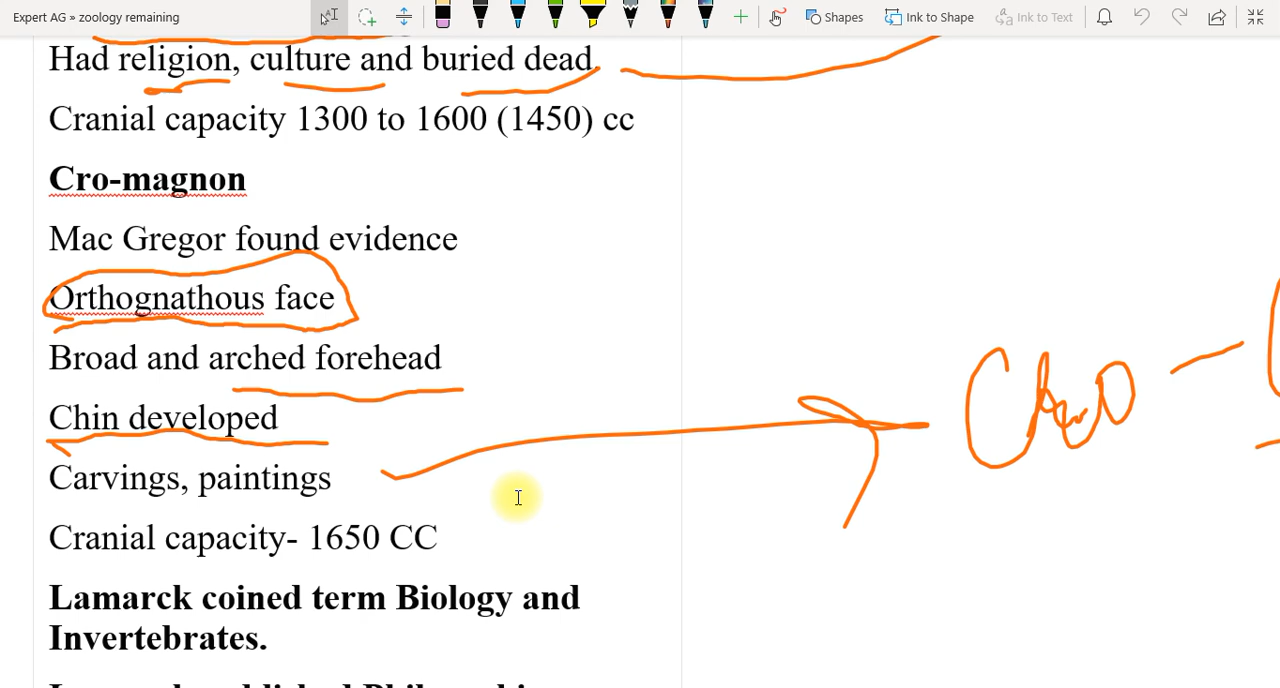 Expert AG » zoology remaining
Shapes
Ink to Shape
Ink to Text
Had religion, culture and buried dead.
Cranial capacity 1300 to 1600 (1450) cc
Cro-magnon
Mac Gregor found evidence
Orthognathous face
Broad and arched forehead
Chin developed
Carvings, paintings
Cranial capacity- 1650 CC
Lamarck coined term Biology and
Invertebrates.